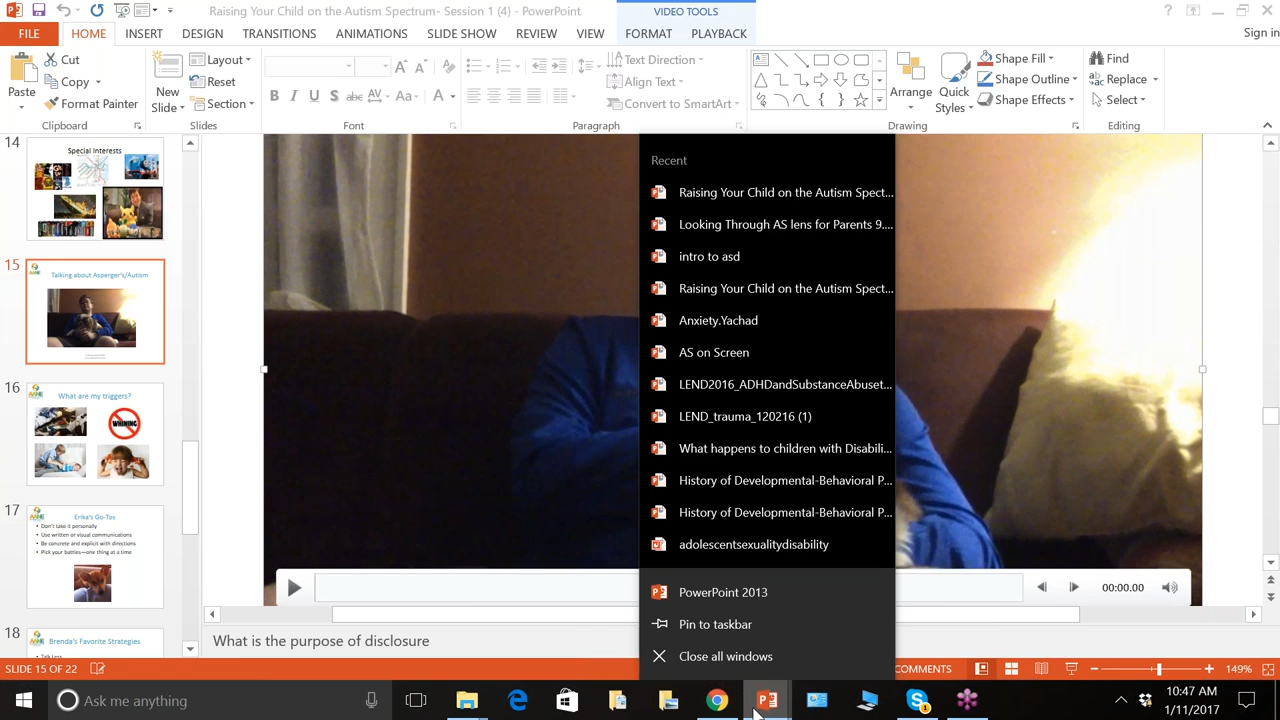 Raising Your Child on the Autism Spectrum- Session 1 (4) - PowerPoint
VIDEO TOOLS
Sign in
FILE HOME INSERT DESIGN TRANSITIONS ANIMATIONS SLIDE SHOW REVIEW VIEW FORMAT PLAYBACK
Paste
Cut
Copy
Format Painter
Clipboard
New Slide
Layout
Reset
Section
Slides
B I U S abc AV Aa A
Font
Text Direction
Align Text
Convert to SmartArt
Paragraph
Arrange
Quick Styles
Shape Fill
Shape Outline
Shape Effects
Drawing
Find
Replace
Select
Editing
14
Special Interests
15
Talking about Asperger's/Autism
16
What are my triggers?
WHINING
17
Erika's Go-Tos
• Don't take it personally
• Use written or visual communications
• Be concrete and explicit with directions
• Pick your battles—one thing at a time
18
Brenda's Favorite Strategies
Recent
Raising Your Child on the Autism Spect...
Looking Through AS lens for Parents 9....
intro to asd
Raising Your Child on the Autism Spect...
Anxiety.Yachad
AS on Screen
LEND2016_ADHDandSubstanceAbuset...
LEND_trauma_120216 (1)
What happens to children with Disabili...
History of Developmental-Behavioral P...
History of Developmental-Behavioral P...
adolescentsexualitydisability
PowerPoint 2013
Pin to taskbar
Close all windows
00:00.00
What is the purpose of disclosure
SLIDE 15 OF 22
COMMENTS
149%
Ask me anything
10:47 AM
1/11/2017